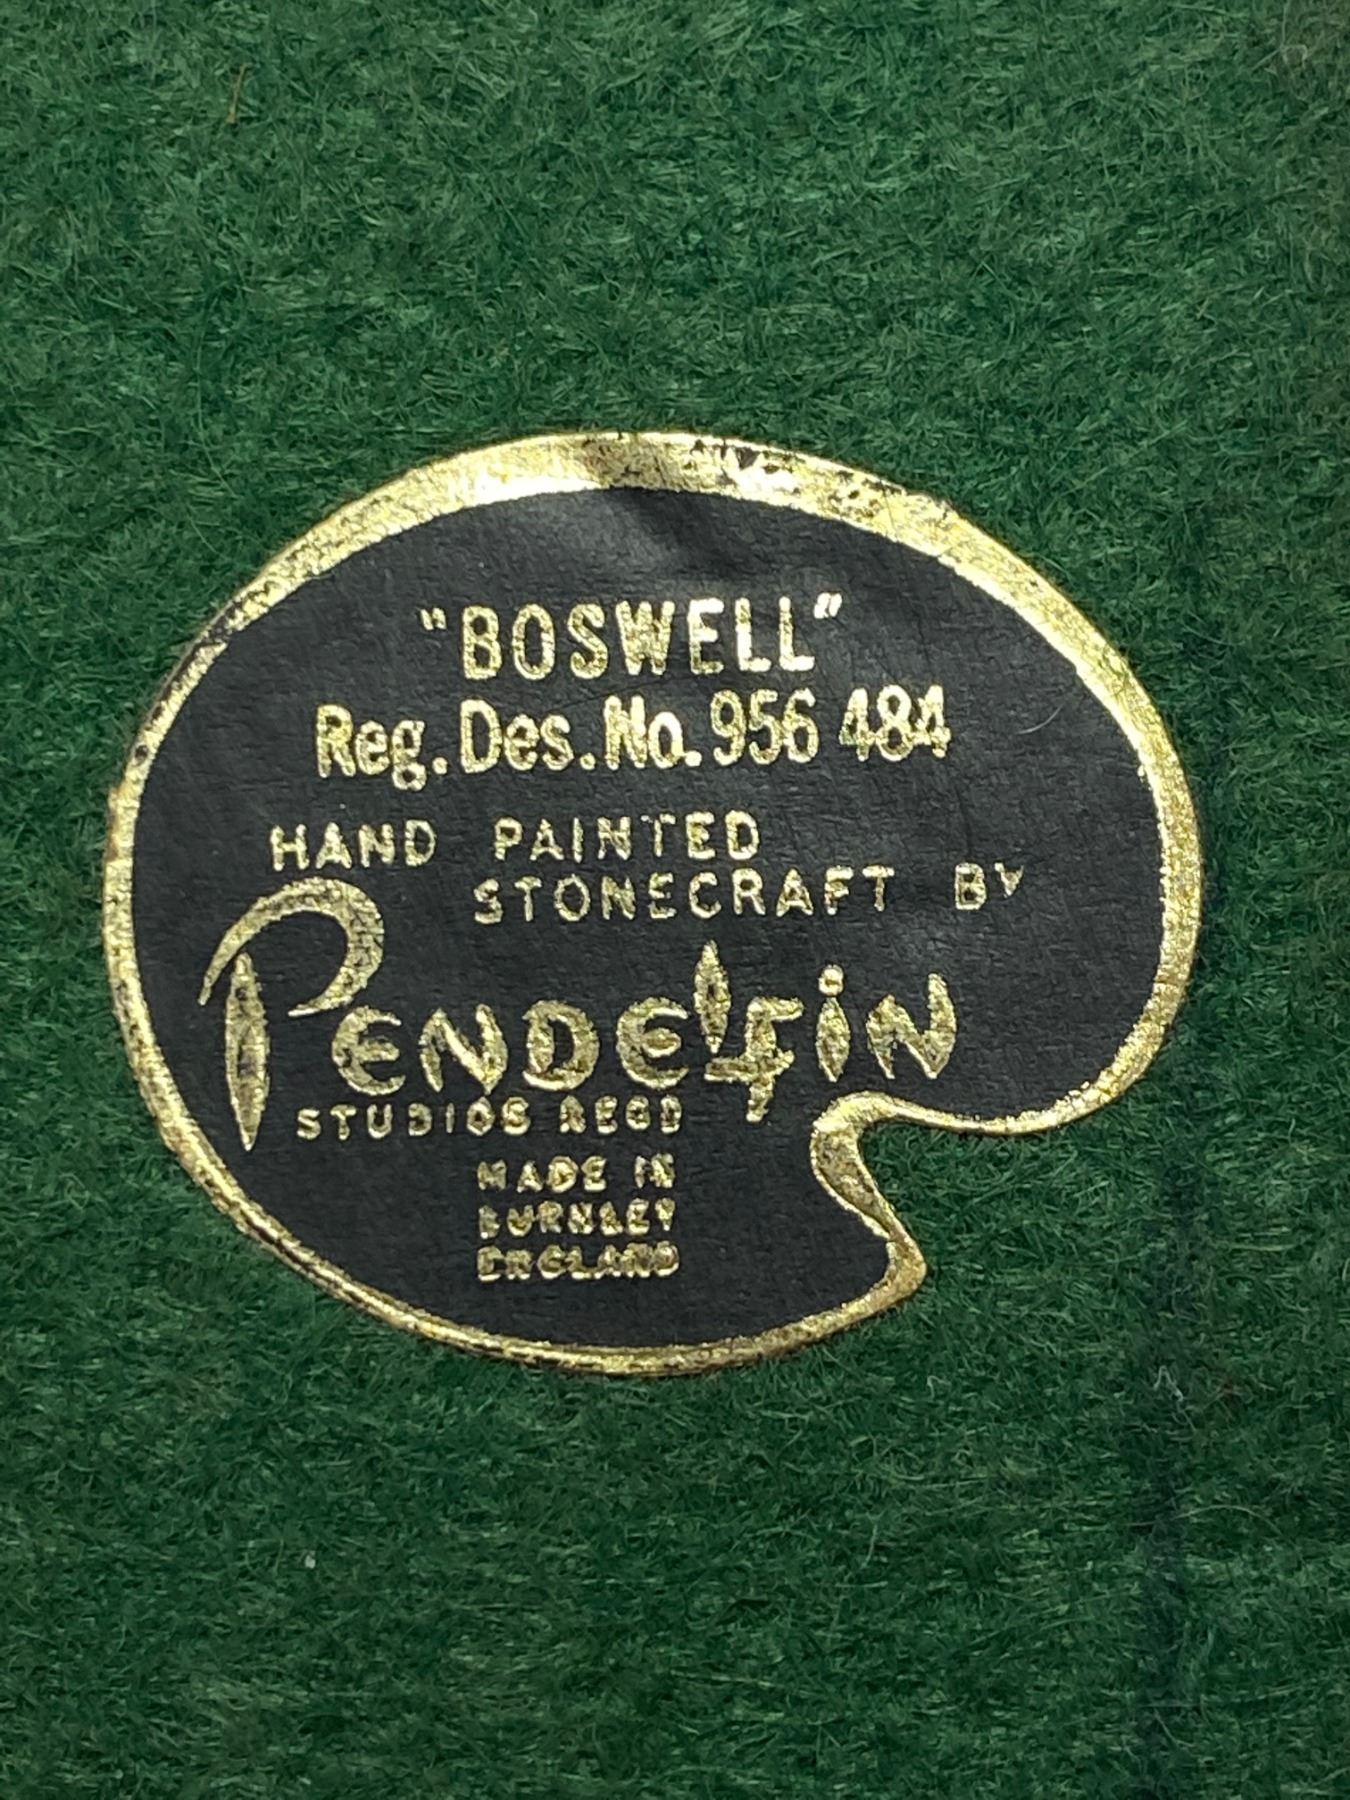 "BOSWELL"
Reg. Des. No. 956 484
HAND PAINTED
STONECRAFT BY
PENDELFIN
STUDIOS REGD
MADE IN
BURNLEY
ENGLAND